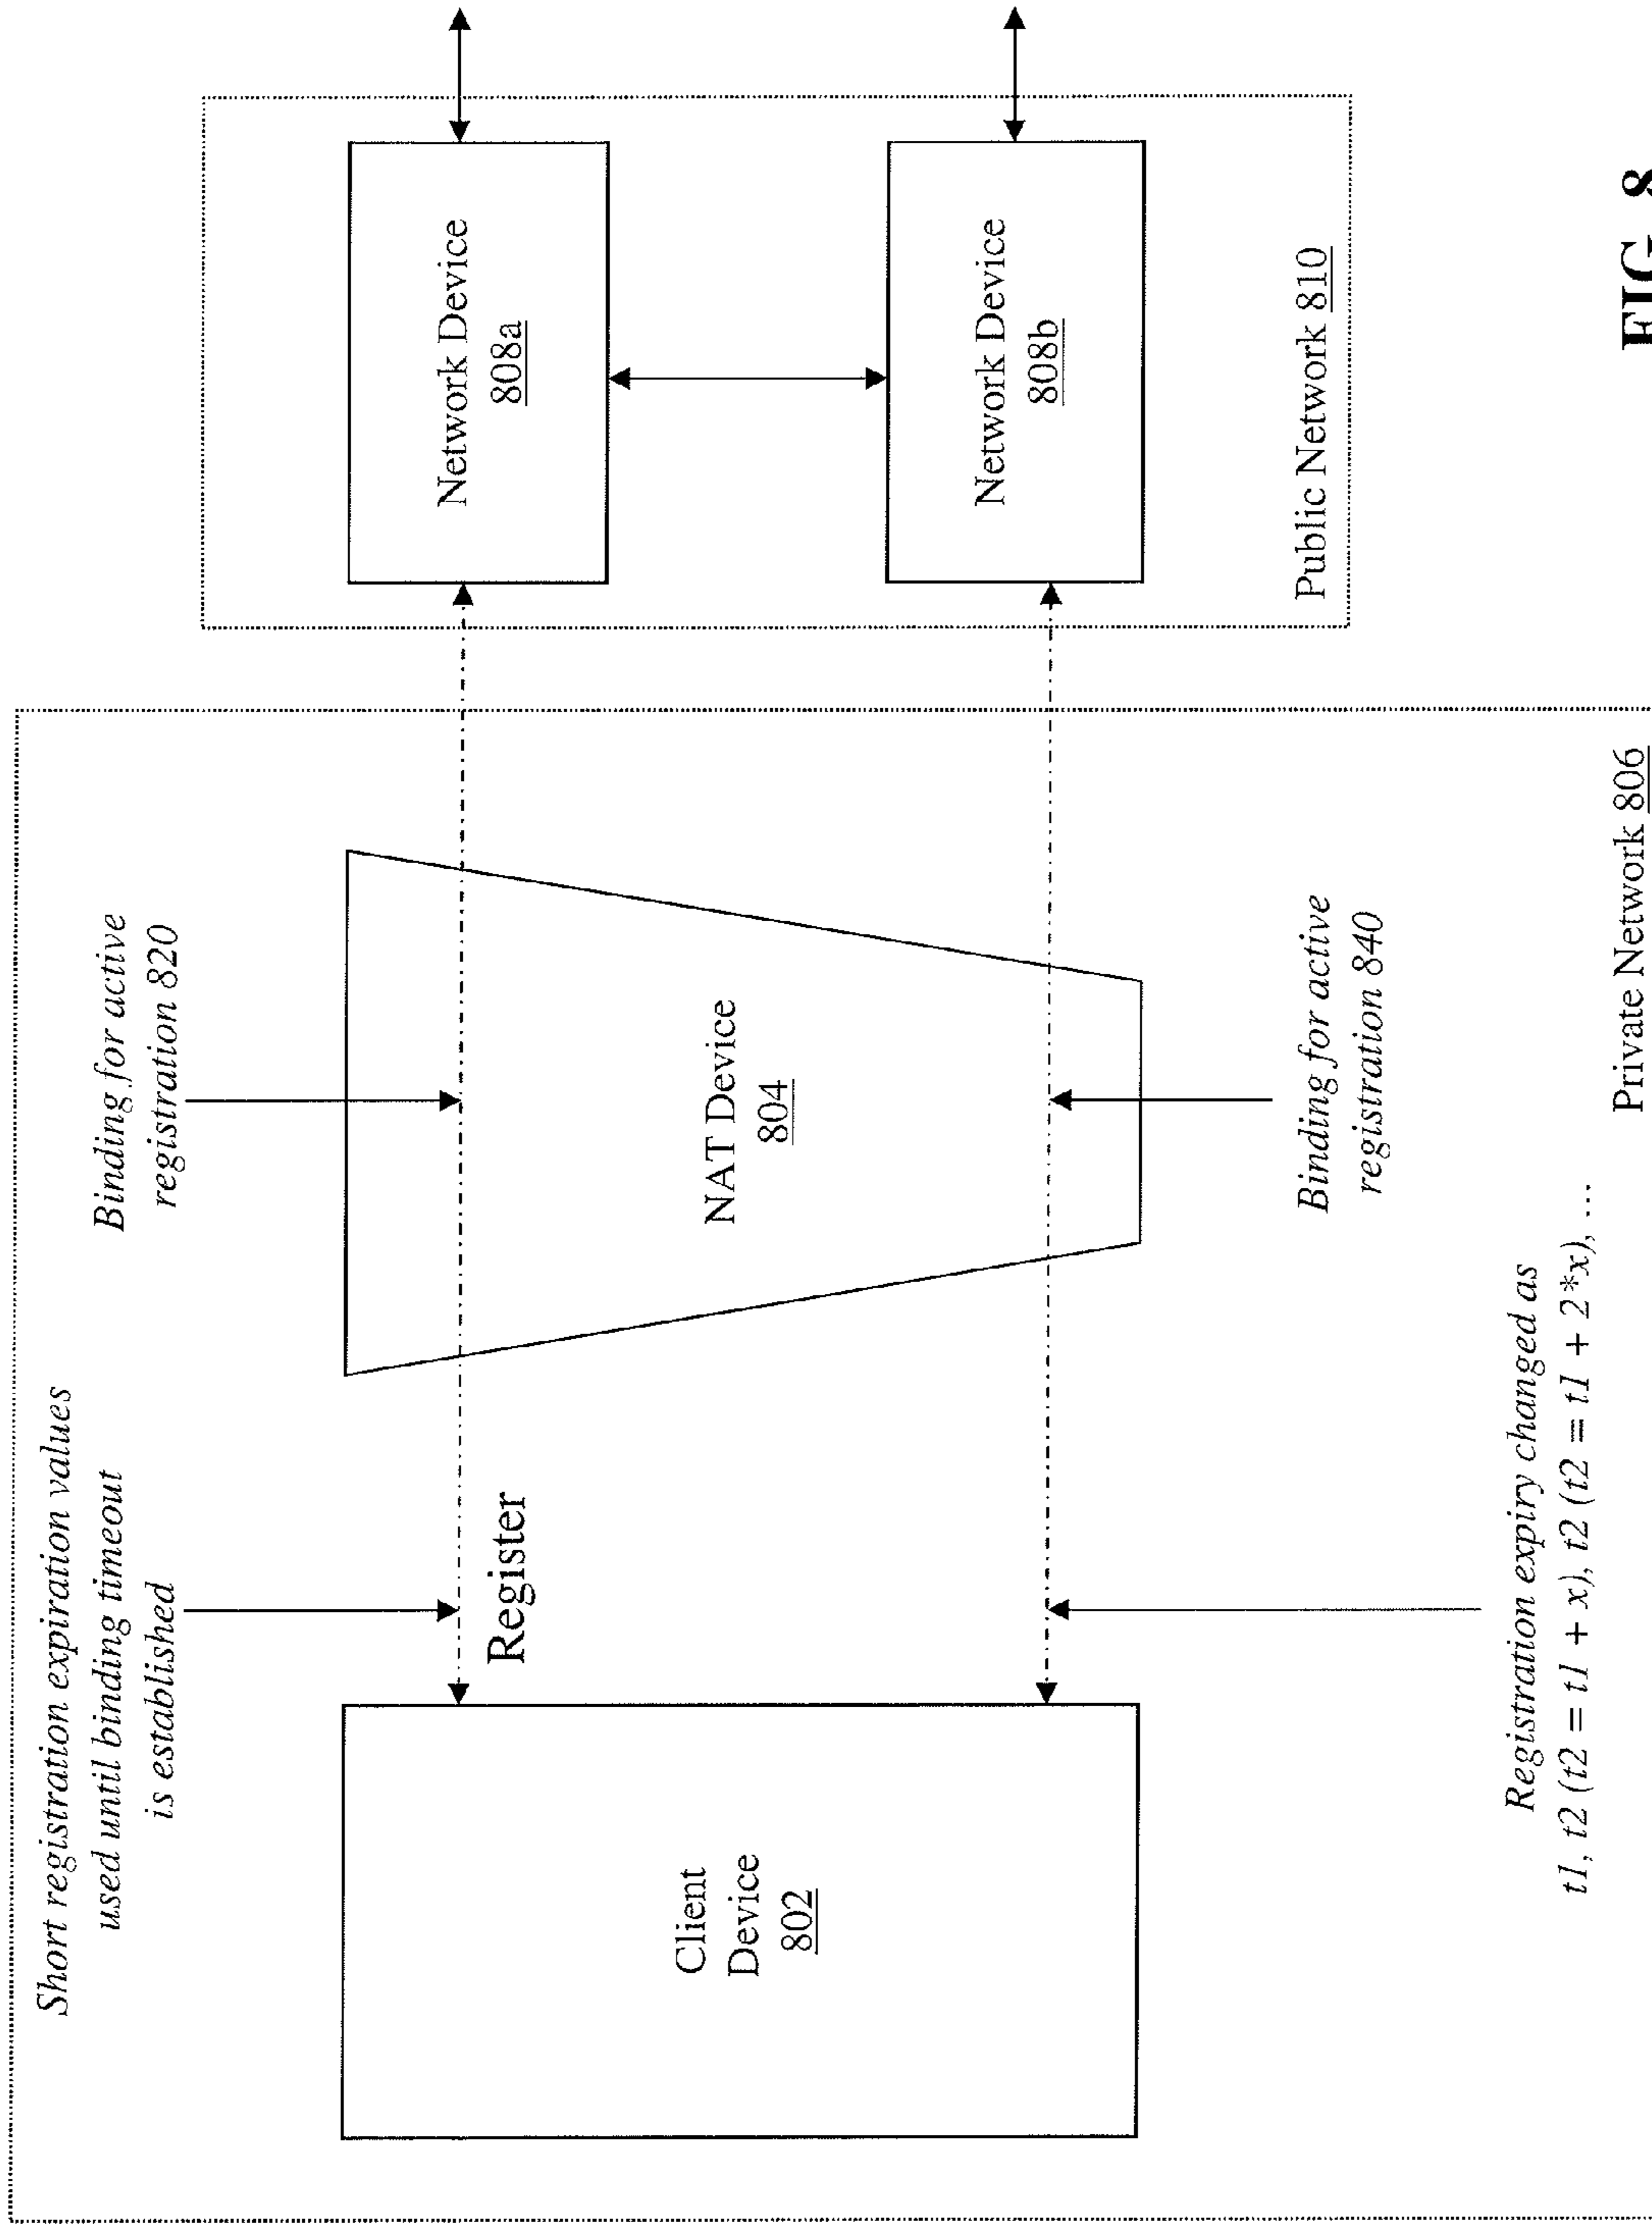 Short registration expiration values
used until binding timeout
is established
Binding for active
registration 820
Register
Client
Device
802
NAT Device
804
Network Device
808a
Network Device
808b
Public Network 810
Binding for active
registration 840
Registration expiry changed as
t1, t2 (t2 = t1 + x), t2 (t2 = t1 + 2*x), ...
Private Network 806
FIG. 8